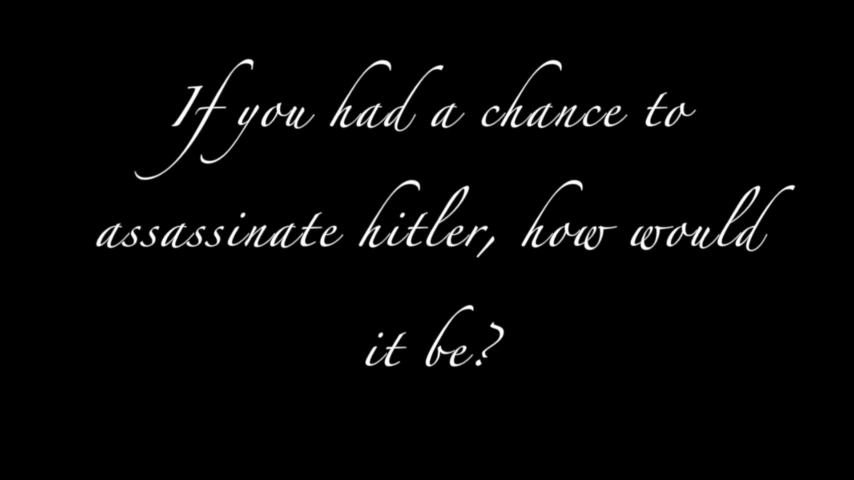 If you had a chance to
assassinate hitler, how would
it be?